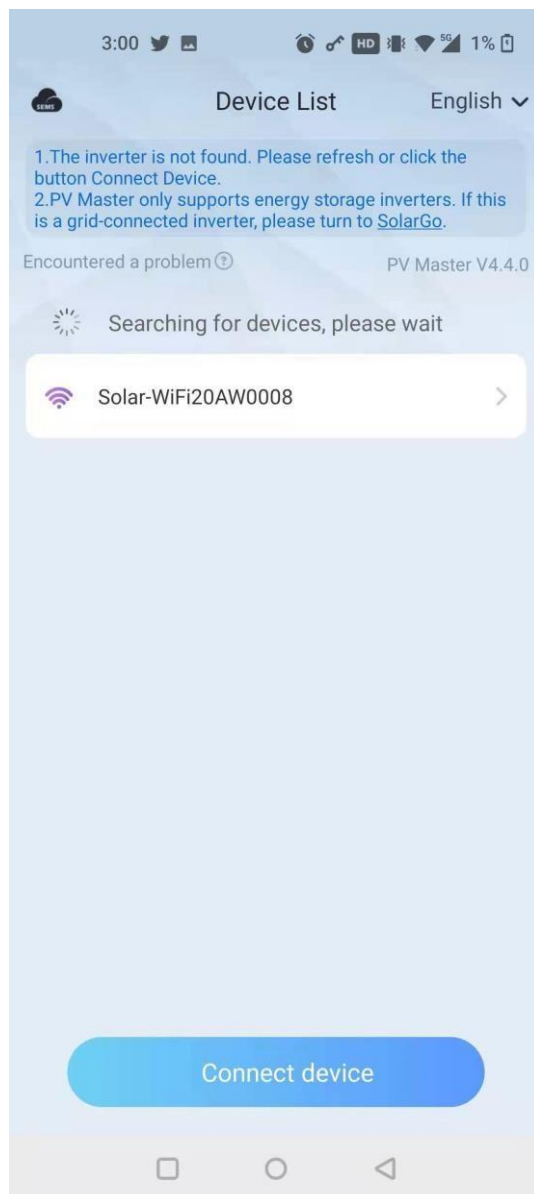 3:00 HD 5G 1%
SEMS Device List English
1.The inverter is not found. Please refresh or click the
button Connect Device.
2.PV Master only supports energy storage inverters. If this
is a grid-connected inverter, please turn to SolarGo.
Encountered a problem ? PV Master V4.4.0
Searching for devices, please wait
Solar-WiFi20AW0008
Connect device